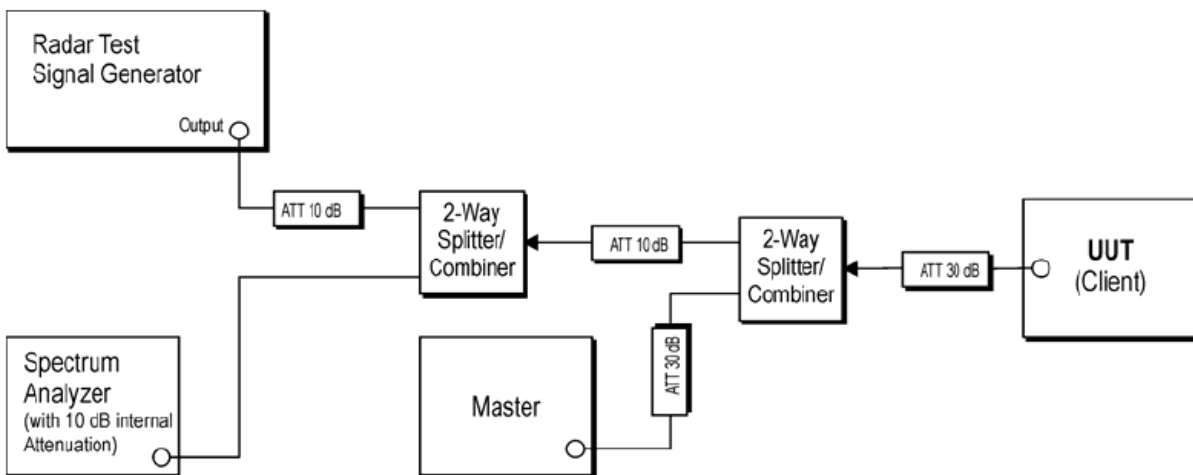 Radar Test
Signal Generator
Output
ATT 10 dB
2-Way
Splitter/
Combiner
ATT 10 dB
2-Way
Splitter/
Combiner
ATT 30 dB
UUT
(Client)
Spectrum
Analyzer
(with 10 dB internal
Attenuation)
Master
ATT 30 dB